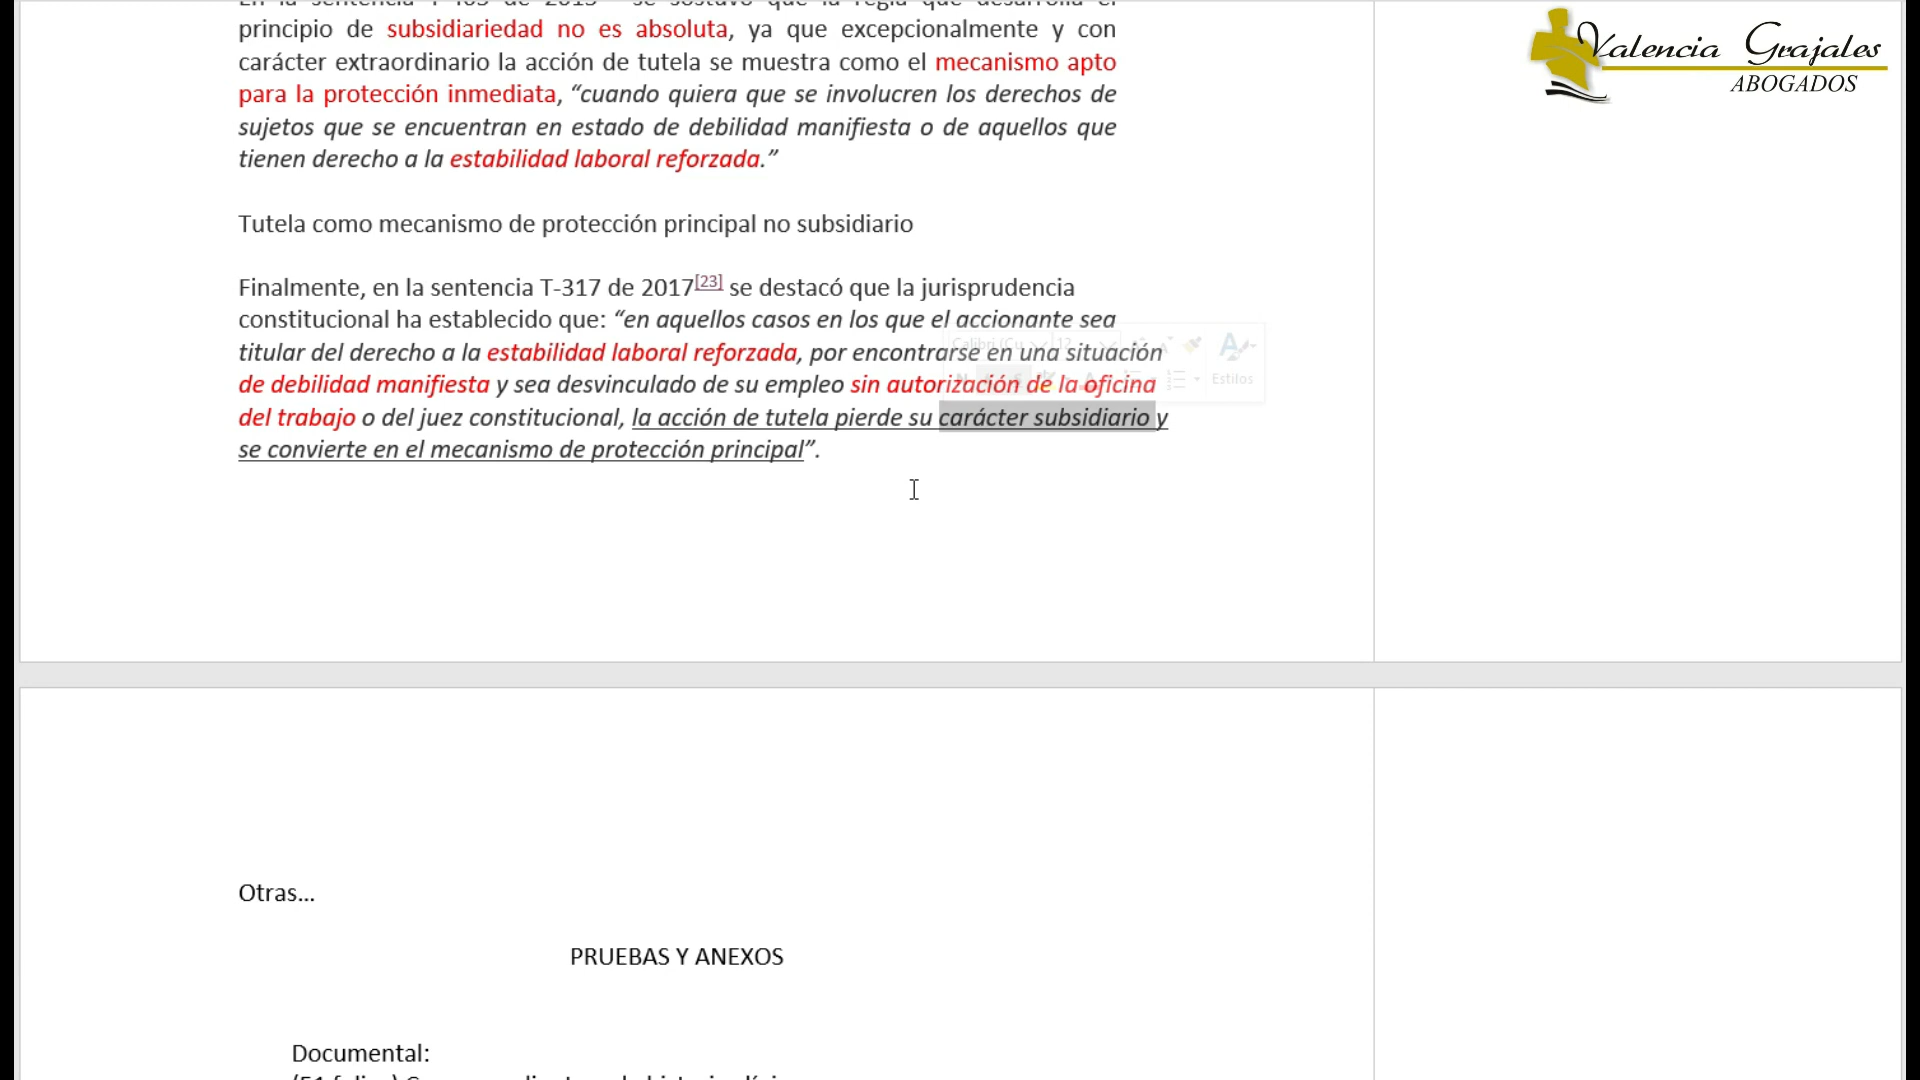 principio de subsidiariedad no es absoluta, ya que excepcionalmente y con
carácter extraordinario la acción de tutela se muestra como el mecanismo apto
para la protección inmediata, “cuando quiera que se involucren los derechos de
sujetos que se encuentran en estado de debilidad manifiesta o de aquellos que
tienen derecho a la estabilidad laboral reforzada.”
Tutela como mecanismo de protección principal no subsidiario
Finalmente, en la sentencia T-317 de 2017[23] se destacó que la jurisprudencia
constitucional ha establecido que: “en aquellos casos en los que el accionante sea
titular del derecho a la estabilidad laboral reforzada, por encontrarse en una situación
de debilidad manifiesta y sea desvinculado de su empleo sin autorización de la oficina
del trabajo o del juez constitucional, la acción de tutela pierde su carácter subsidiario y
se convierte en el mecanismo de protección principal”.
Calibri (Cu 12
Estilos
Otras...
PRUEBAS Y ANEXOS
Documental:
Valencia Grajales
ABOGADOS